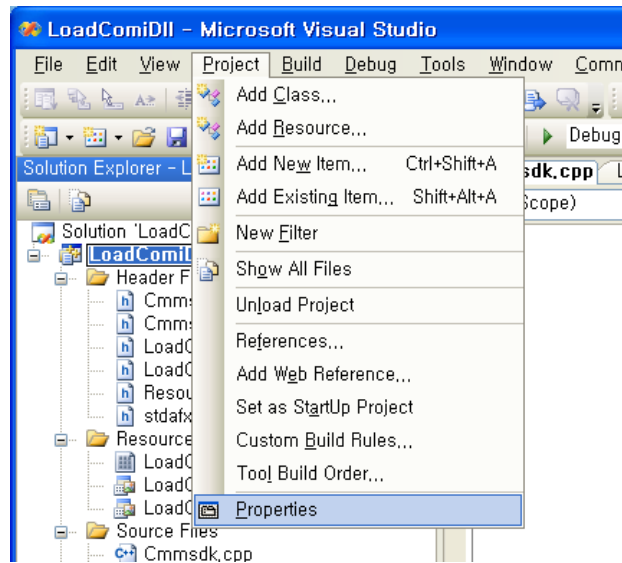 LoadComiDll - Microsoft Visual Studio
File Edit View Project Build Debug Tools Window Comm
Add Class...
Add Resource...
Debug
Solution Explorer - L
Add New Item... Ctrl+Shift+A
sdk.cpp
Add Existing Item... Shift+Alt+A
Scope)
Solution 'LoadC
New Filter
LoadComiD
Show All Files
Header F
Cmms
Unload Project
Cmms
References...
LoadC
Add Web Reference...
LoadC
Resou
Set as StartUp Project
stdafx
Custom Build Rules...
Resource
LoadC
Tool Build Order...
LoadC
LoadC
Properties
Source Files
Cmmsdk.cpp